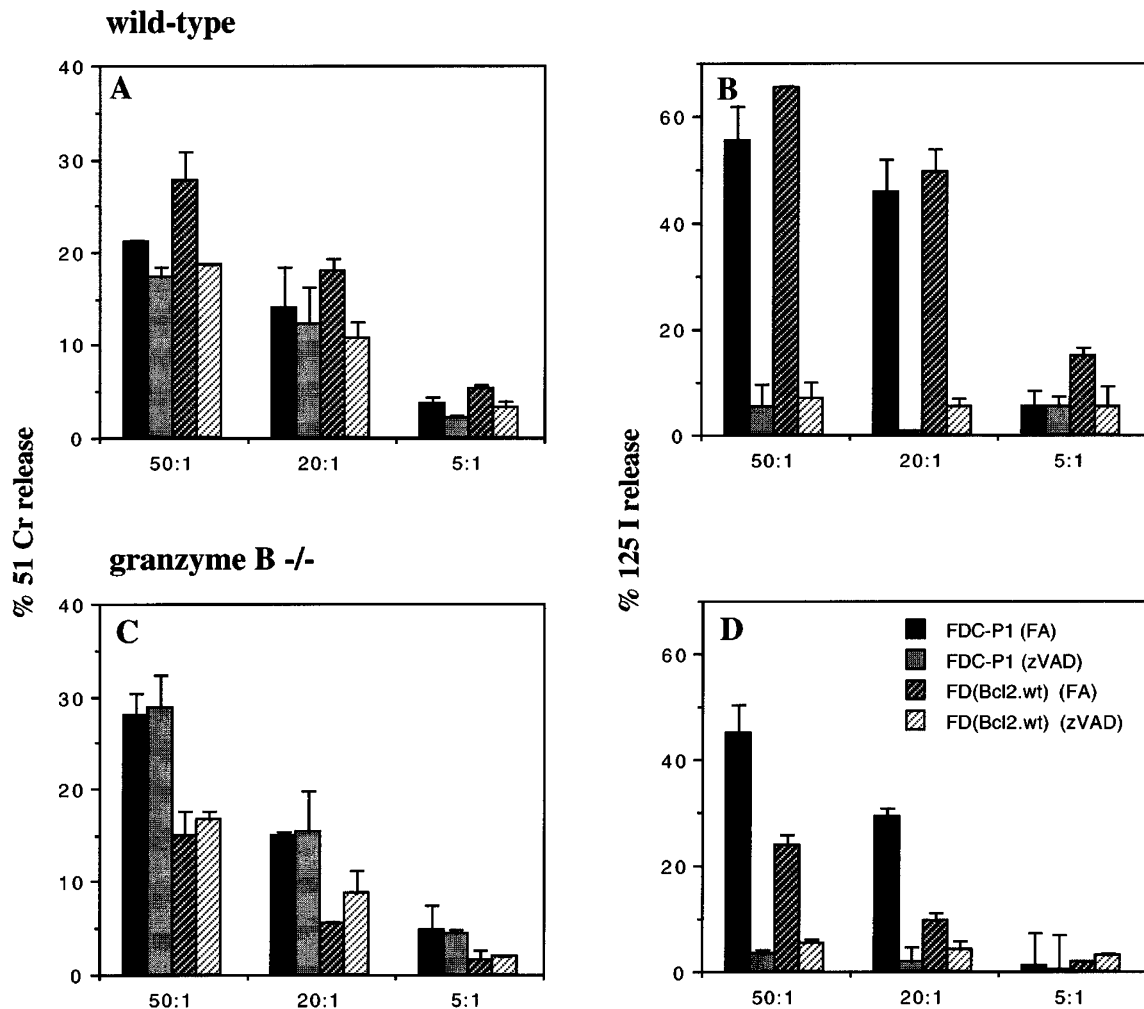 wild-type
% 51 Cr release
A
40
30
20
10
0
50:1
20:1
5:1
% 125 I release
B
60
40
20
0
50:1
20:1
5:1
granzyme B -/-
C
40
30
20
10
0
50:1
20:1
5:1
D
60
40
20
0
50:1
20:1
5:1
FDC-P1 (FA)
FDC-P1 (zVAD)
FD(Bcl2.wt) (FA)
FD(Bcl2.wt) (zVAD)